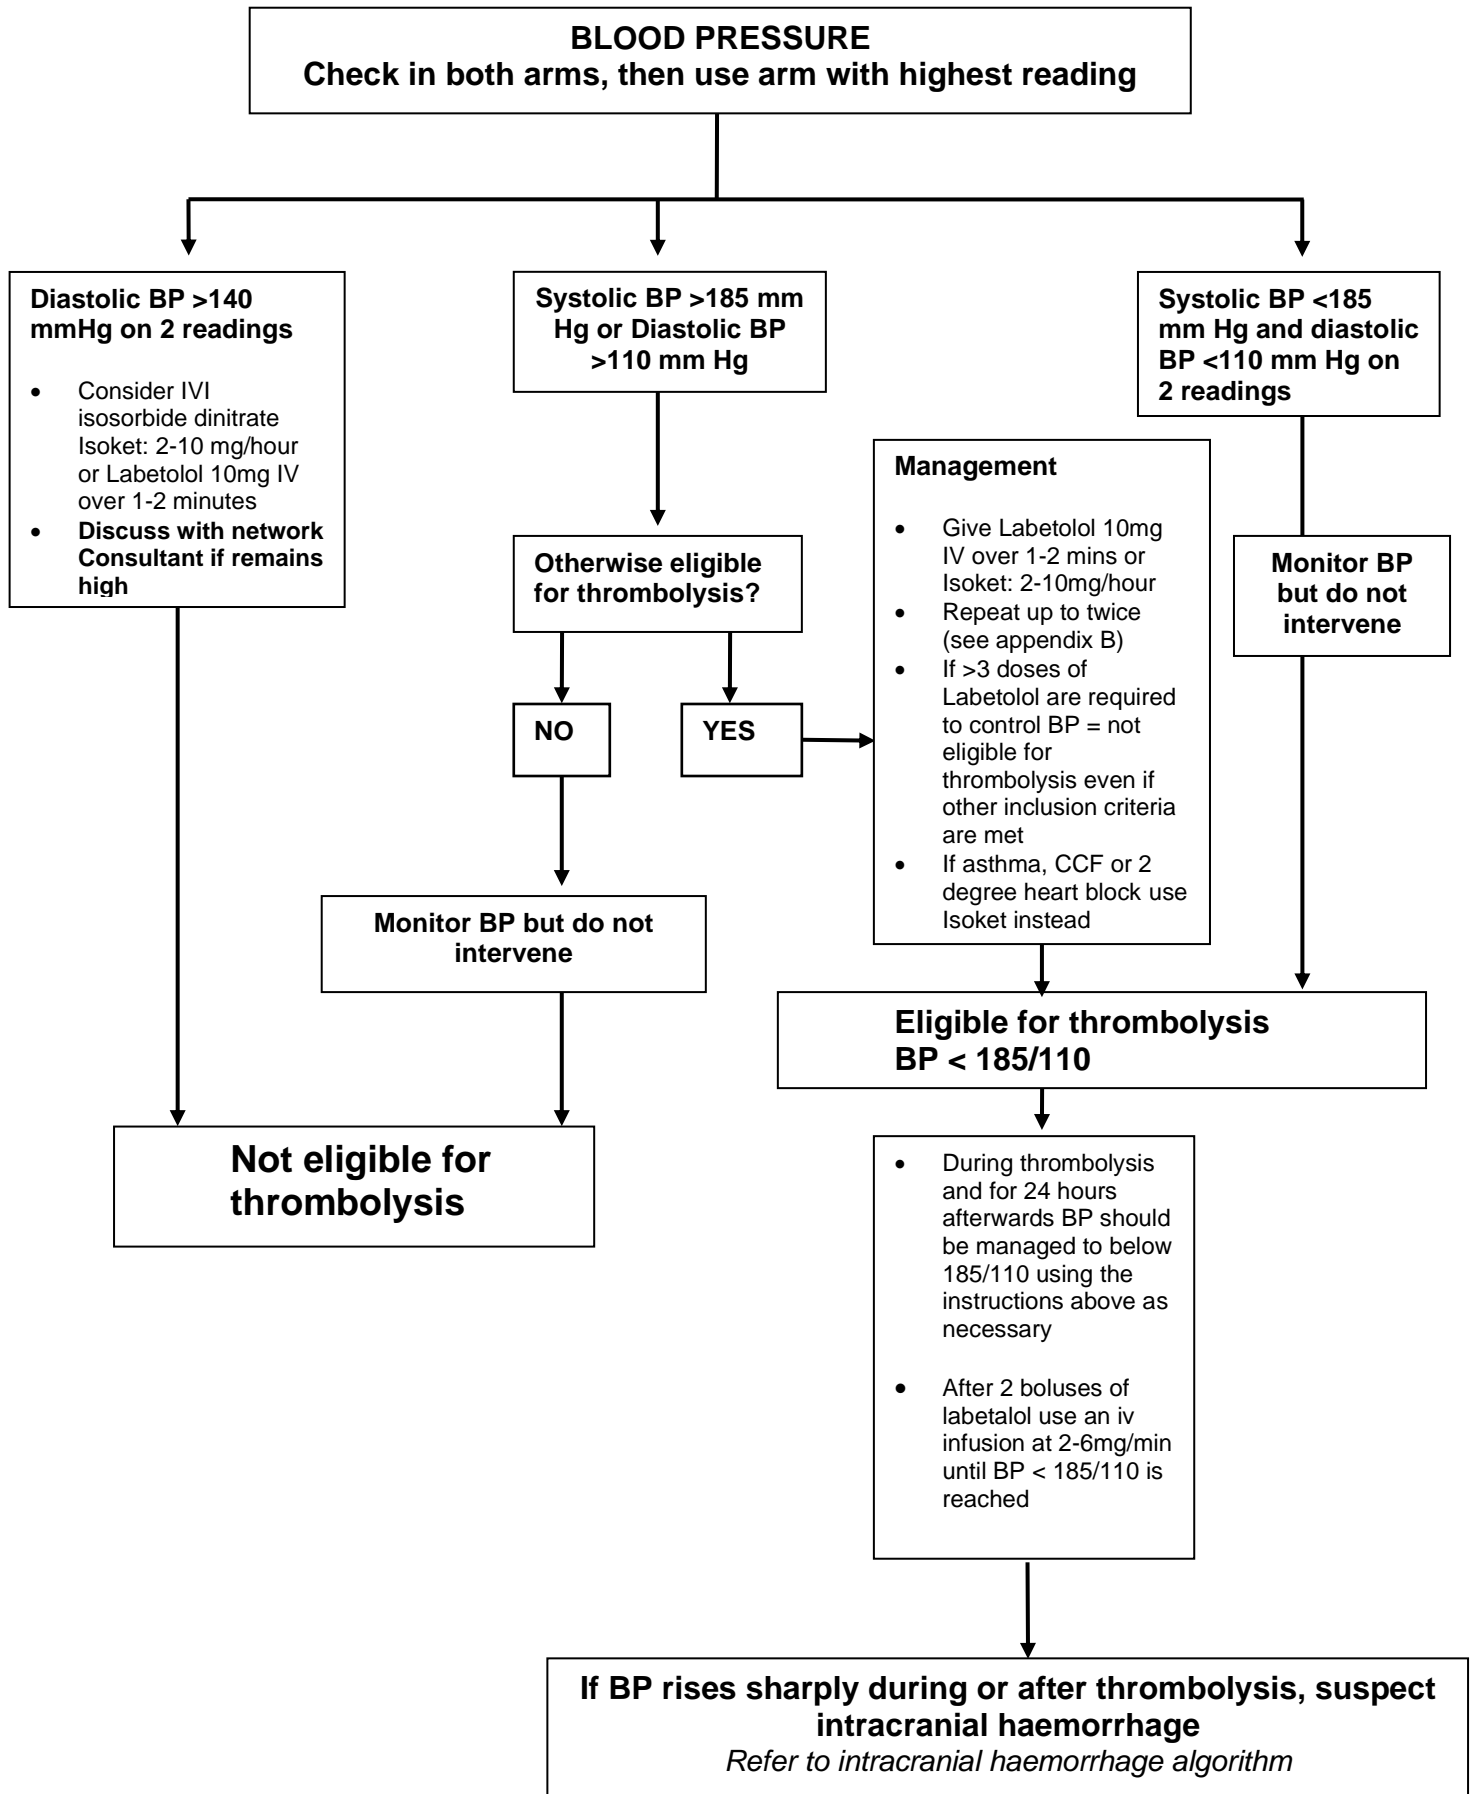 BLOOD PRESSURE
Check in both arms, then use arm with highest reading
Diastolic BP >140
mmHg on 2 readings
• Consider IVI
isosorbide dinitrate
Isoket: 2-10 mg/hour
or Labetolol 10mg IV
over 1-2 minutes
• Discuss with network
Consultant if remains
high
Systolic BP >185 mm
Hg or Diastolic BP
>110 mm Hg
Systolic BP <185
mm Hg and diastolic
BP <110 mm Hg on
2 readings
Otherwise eligible
for thrombolysis?
NO
YES
Management
• Give Labetolol 10mg
IV over 1-2 mins or
Isoket: 2-10mg/hour
• Repeat up to twice
(see appendix B)
• If >3 doses of
Labetolol are required
to control BP = not
eligible for
thrombolysis even if
other inclusion criteria
are met
• If asthma, CCF or 2
degree heart block use
Isoket instead
Monitor BP
but do not
intervene
Monitor BP but do not
intervene
Eligible for thrombolysis
BP < 185/110
Not eligible for
thrombolysis
• During thrombolysis
and for 24 hours
afterwards BP should
be managed to below
185/110 using the
instructions above as
necessary
• After 2 boluses of
labetalol use an iv
infusion at 2-6mg/min
until BP < 185/110 is
reached
If BP rises sharply during or after thrombolysis, suspect
intracranial haemorrhage
Refer to intracranial haemorrhage algorithm